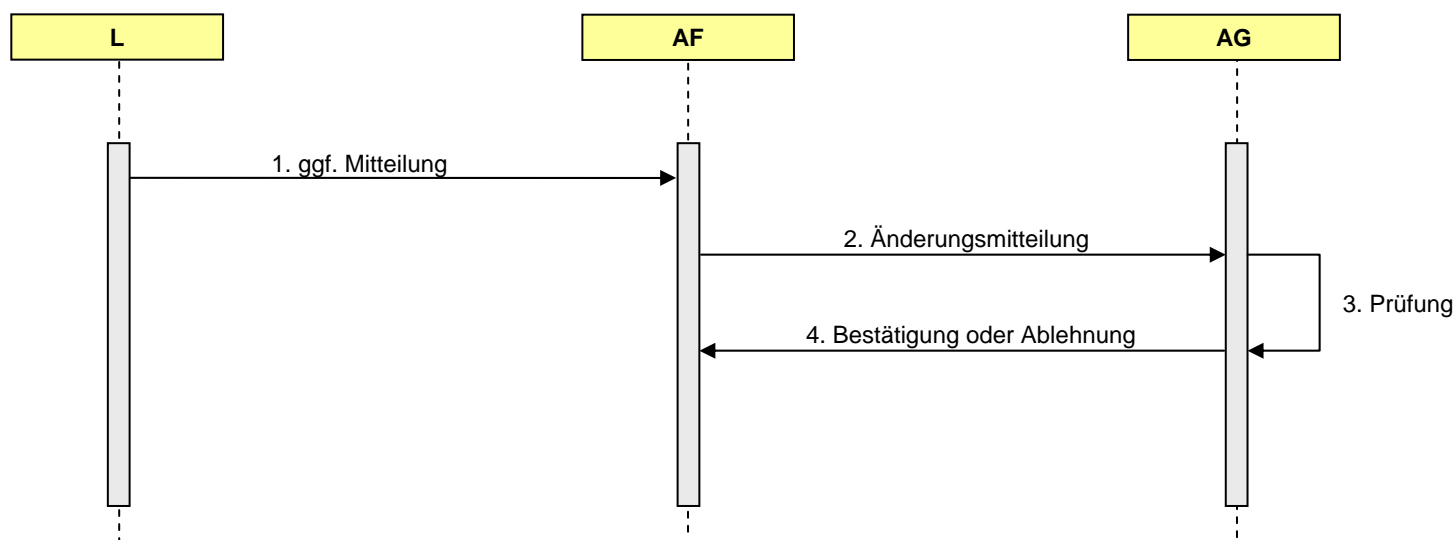 L
AF
AG
1. ggf. Mitteilung
2. Änderungsmitteilung
3. Prüfung
4. Bestätigung oder Ablehnung